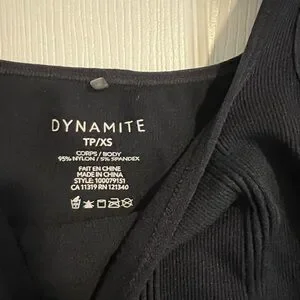 DYNAMITE
TP/XS
CORPS / BODY
95% NYLON / 5% SPANDEX
FAIT EN CHINE
MADE IN CHINA
STYLE: 100079151
CA 11319 RN 121340